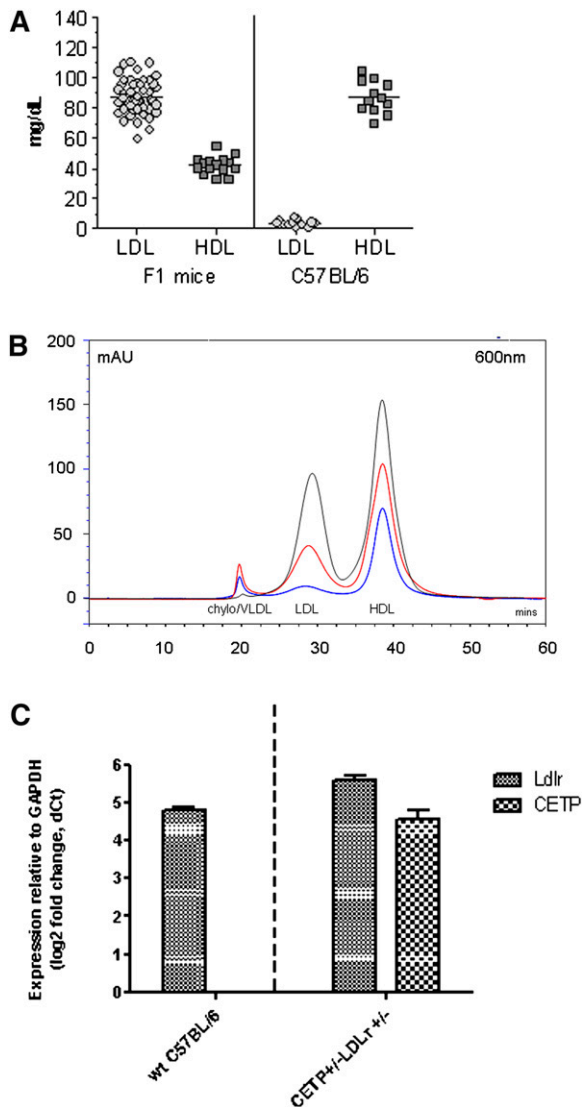 A
140
120
100
80
60
40
20
0
mg/dL
LDL HDL LDL HDL
F1 mice C57BL/6
B
200
150
100
50
0
mAU 600nm
chylo/VLDL LDL HDL mins
0 10 20 30 40 50 60
C
6
5
4
3
2
1
0
Expression relative to GAPDH
(log2 fold change, dCt)
Ldlr
CETP
wt C57BL/6
CETP+/-LDLr +/-